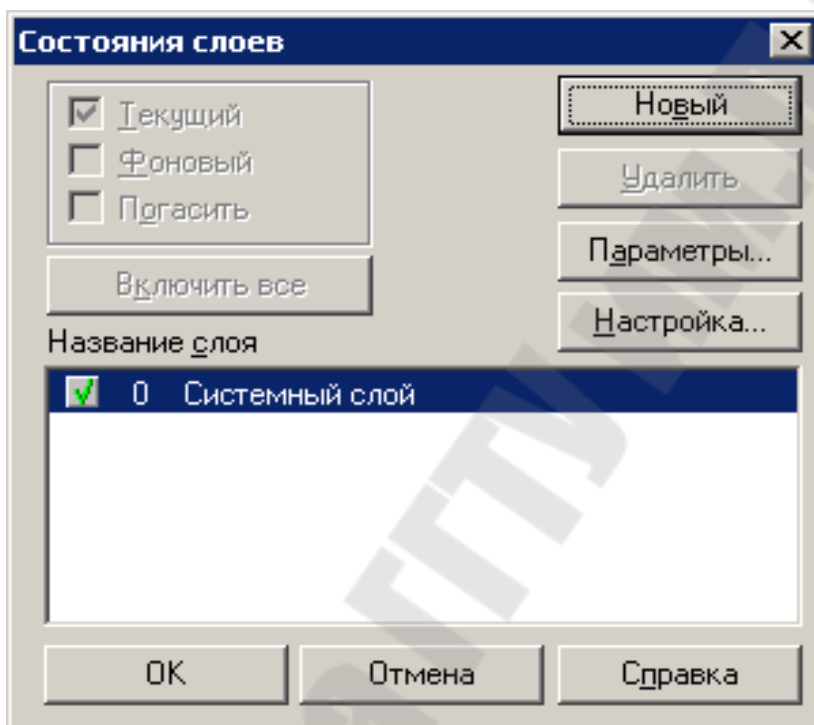 Состояния слоев
Текущий
Фоновый
Погасить
Включить все
Новый
Удалить
Параметры...
Настройка...
Название слоя
0 Системный слой
OK
Отмена
Справка